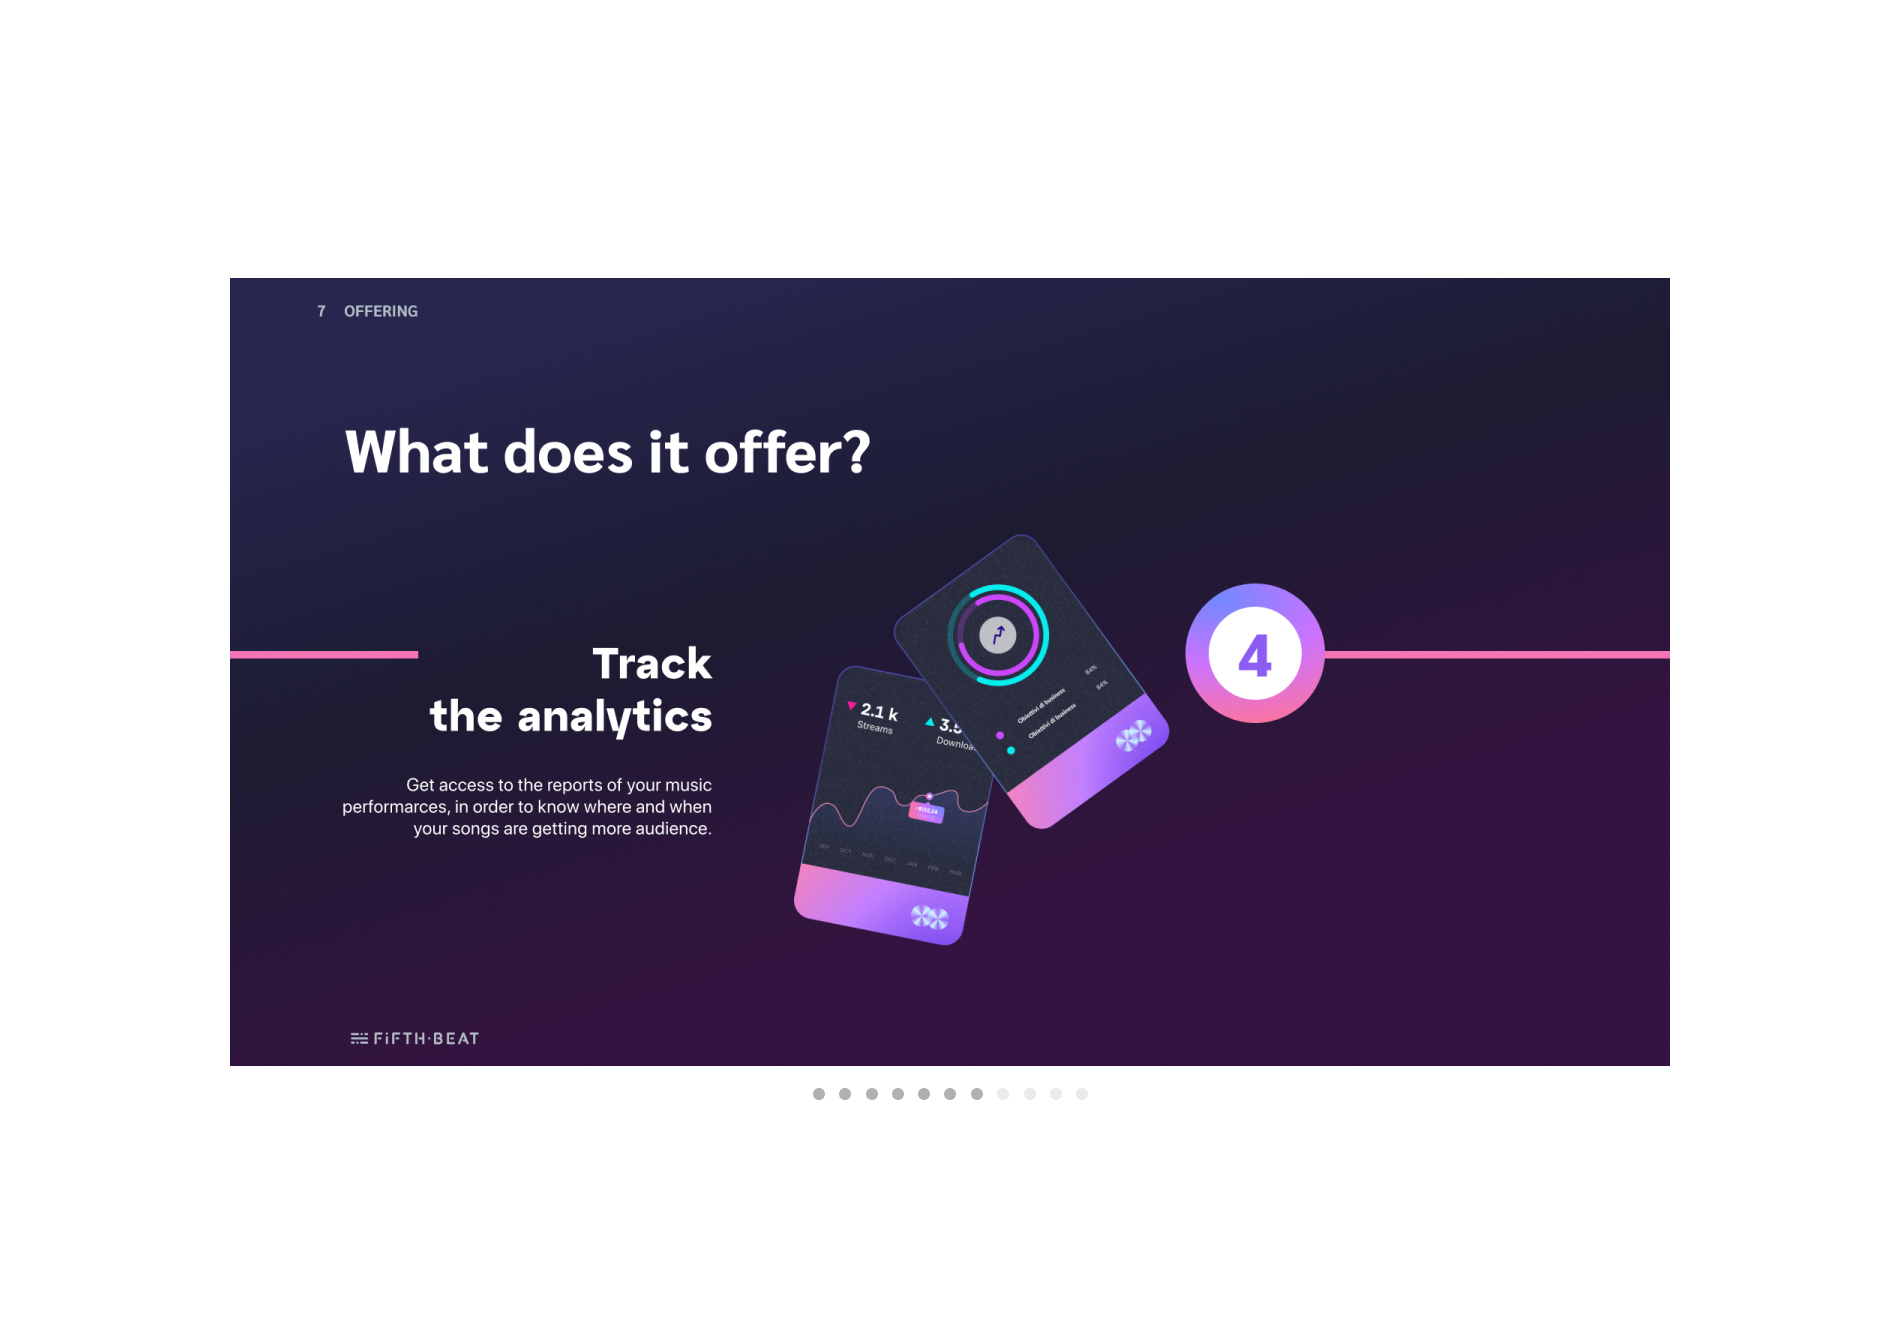 7 OFFERING
What does it offer?
Track
the analytics
Get access to the reports of your music
performarces, in order to know where and when
your songs are getting more audience.
4
84%
84%
Obiettivi di business
Obiettivi di business
2.1 k
Streams
3.5
Downloa
SEP OCT NOV DEC JAN FEB MAR
FiFTH·BEAT